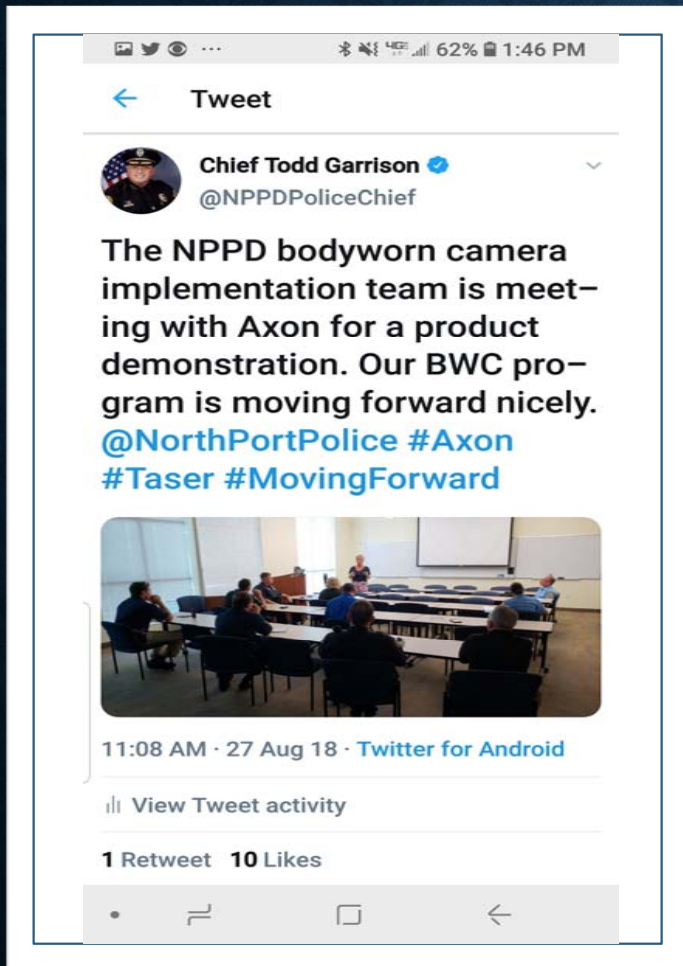 ... 4GE 62% 1:46 PM
Tweet
Chief Todd Garrison
@NPPDPoliceChief
The NPPD bodyworn camera
implementation team is meet–
ing with Axon for a product
demonstration. Our BWC pro–
gram is moving forward nicely.
@NorthPortPolice #Axon
#Taser #MovingForward
11:08 AM · 27 Aug 18 · Twitter for Android
View Tweet activity
1 Retweet 10 Likes